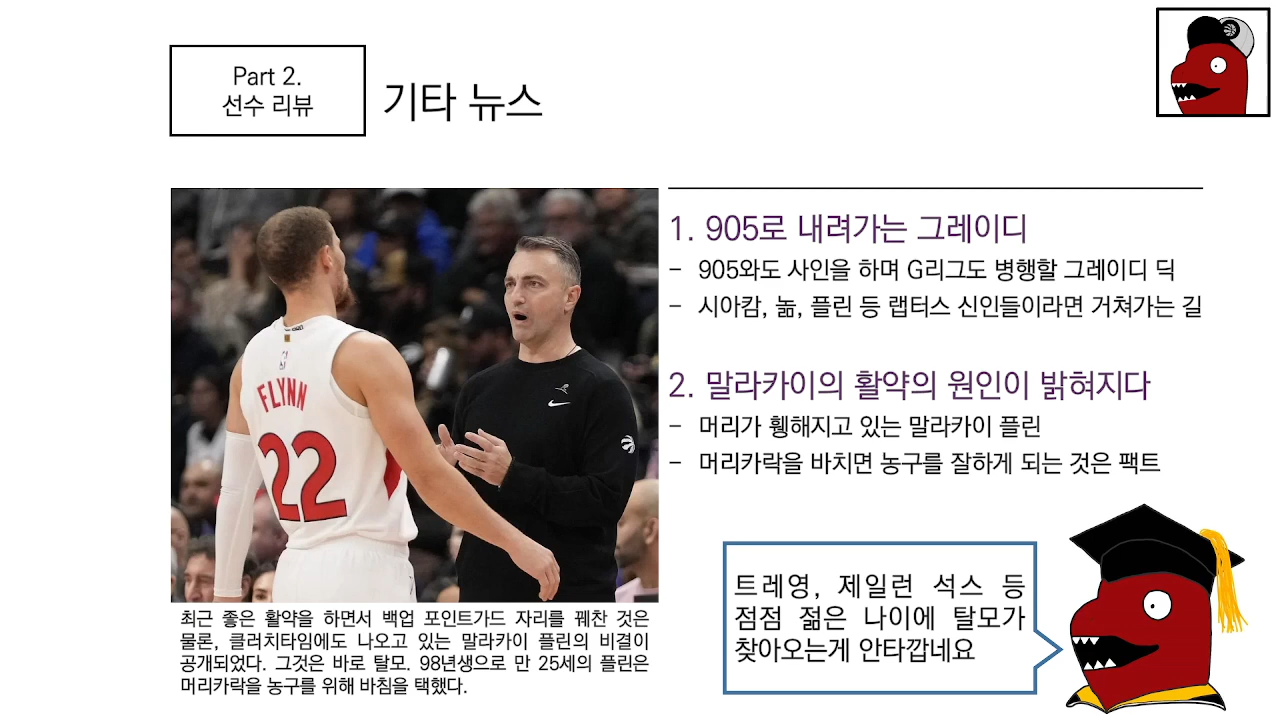 Part 2.
선수 리뷰
기타 뉴스
FLYNN
22
1. 905로 내려가는 그레이디
- 905와도 사인을 하며 G리그도 병행할 그레이디 딕
- 시아캄, 놂, 플린 등 랩터스 신인들이라면 거쳐가는 길
2. 말라카이의 활약의 원인이 밝혀지다
- 머리가 휑해지고 있는 말라카이 플린
- 머리카락을 바치면 농구를 잘하게 되는 것은 팩트
최근 좋은 활약을 하면서 백업 포인트가드 자리를 꿰찬 것은
물론, 클러치타임에도 나오고 있는 말라카이 플린의 비결이
공개되었다. 그것은 바로 탈모. 98년생으로 만 25세의 플린은
머리카락을 농구를 위해 바침을 택했다.
트레영, 제일런 석스 등
점점 젊은 나이에 탈모가
찾아오는게 안타깝네요